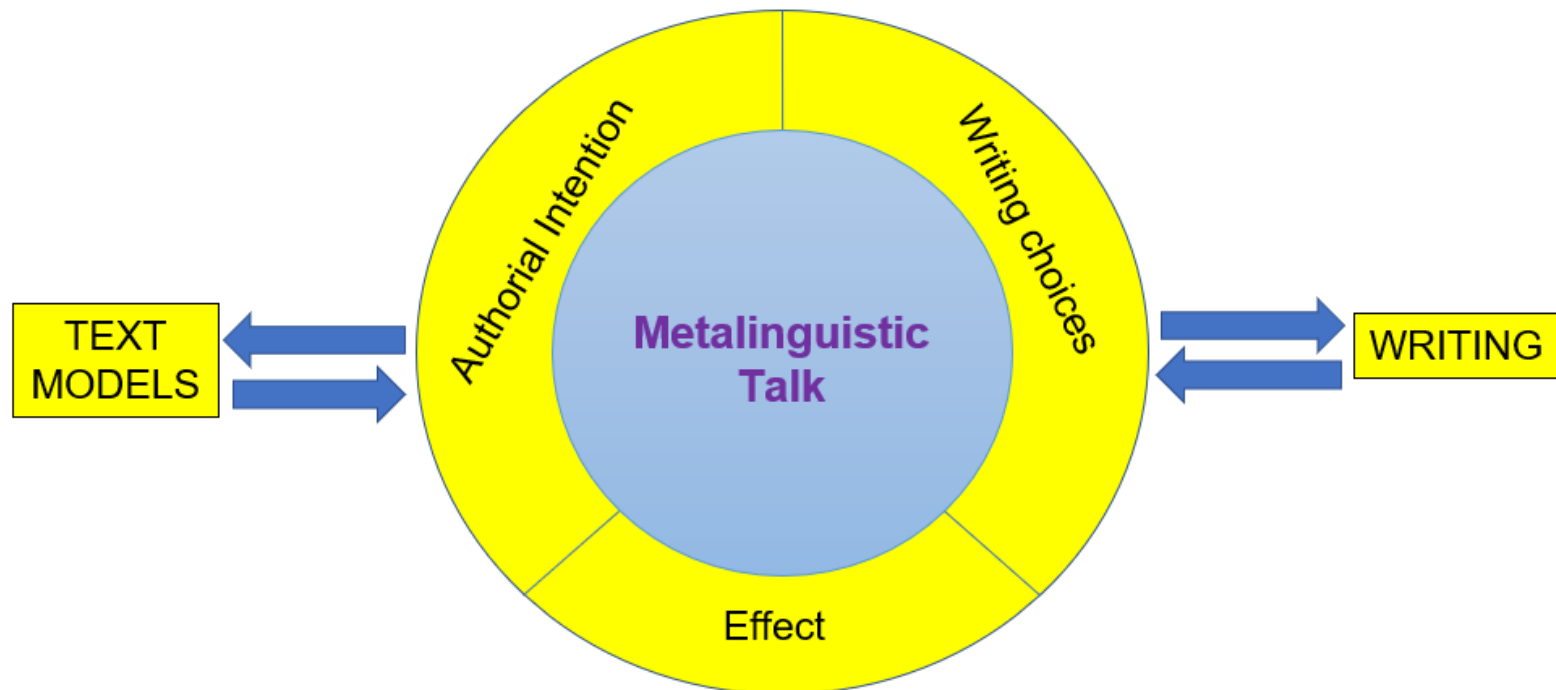 Authorial Intention
Writing choices
TEXT
MODELS
Metalinguistic
Talk
WRITING
Effect